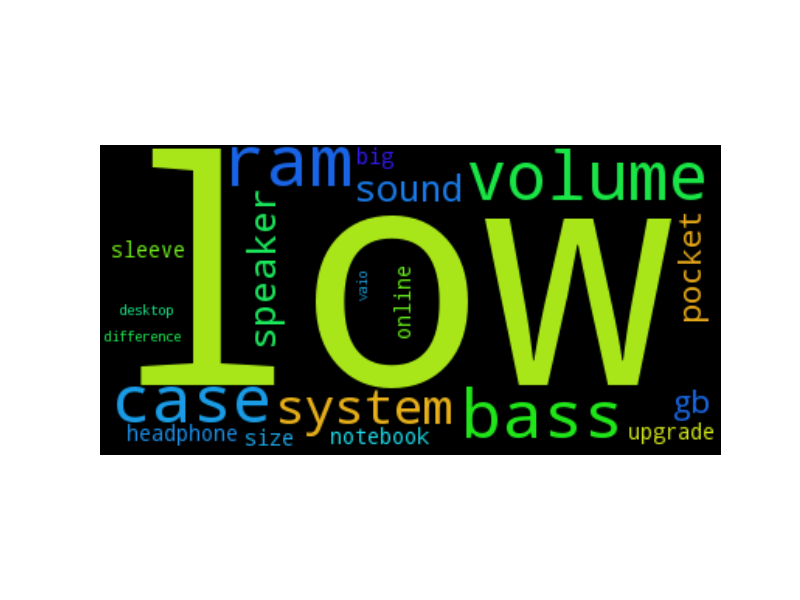 ram
big
sound
volume
low
speaker
pocket
sleeve
vaio
online
desktop
difference
case
system
bass
gb
headphone
size
notebook
upgrade